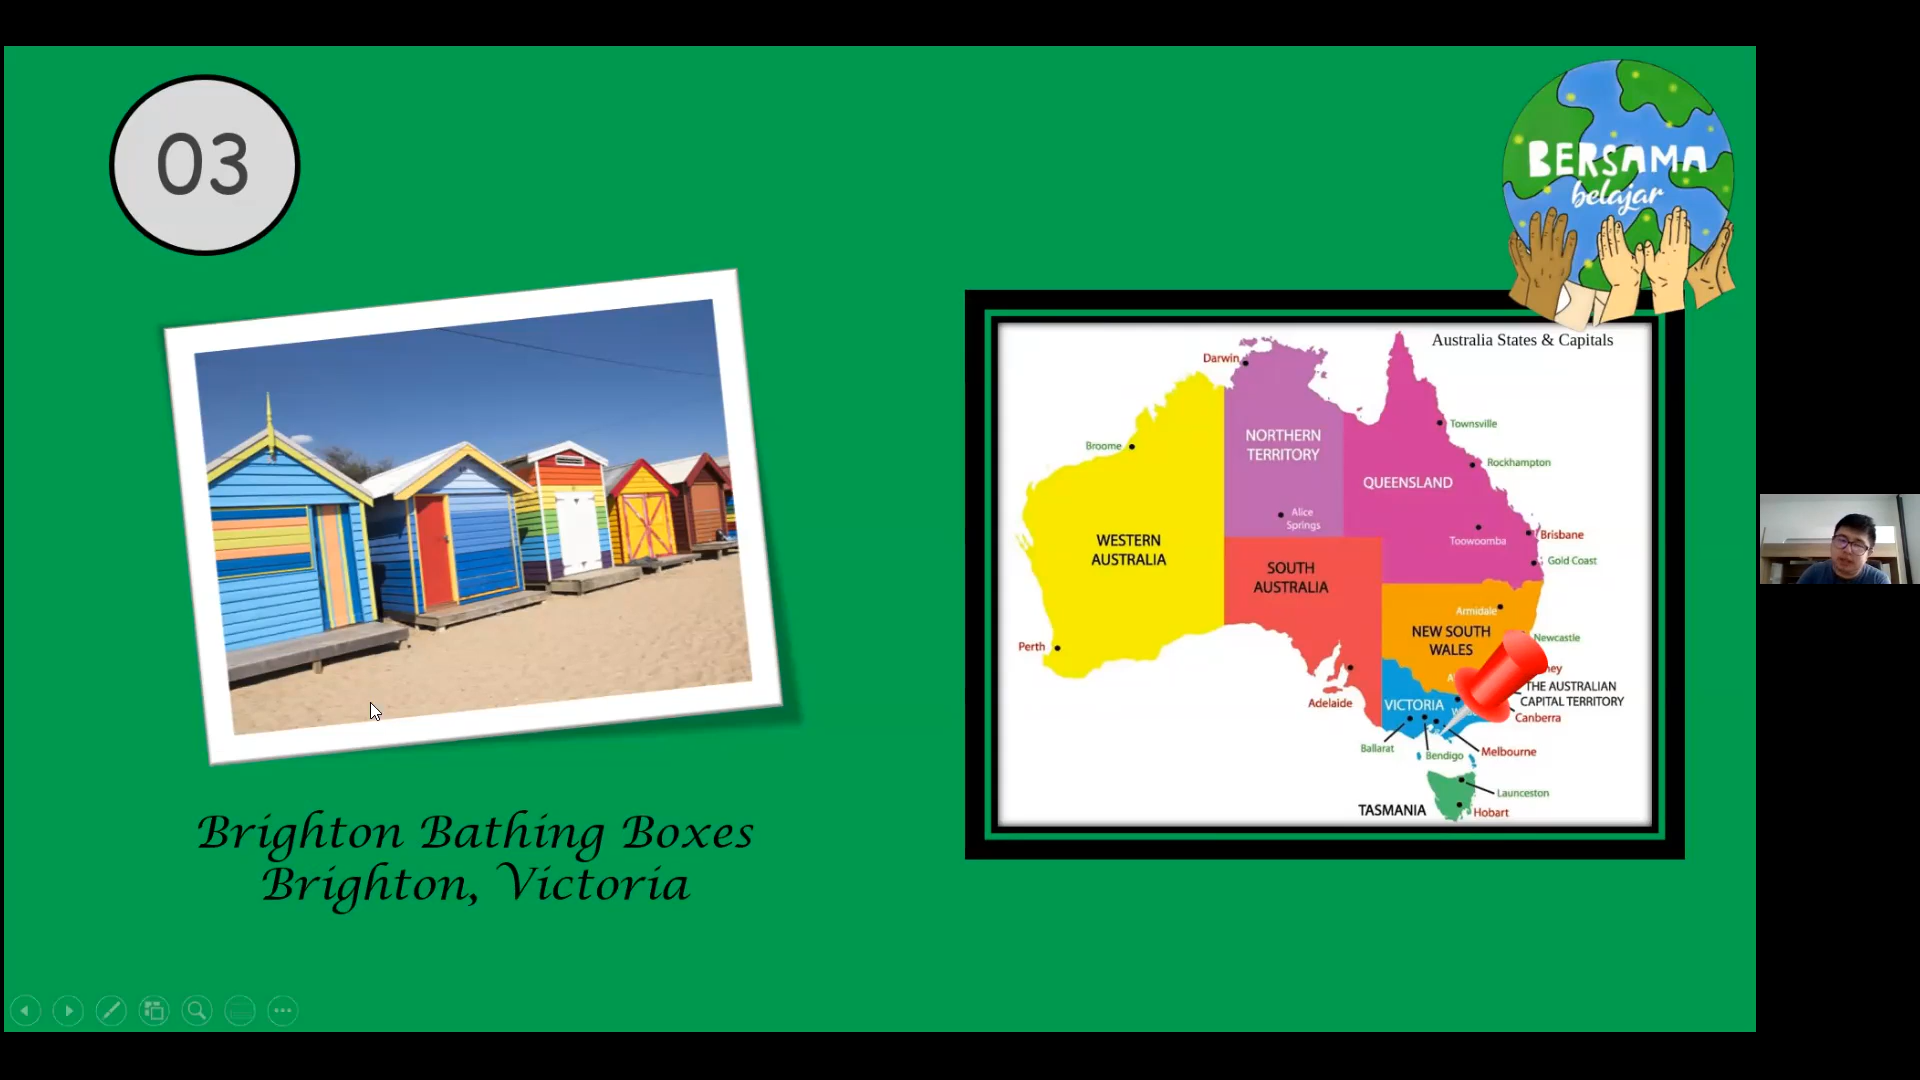 03
BERSAMA
belajar
Australia States & Capitals
Darwin
Broome
NORTHERN
TERRITORY
Townsville
Rockhampton
QUEENSLAND
Alice
Springs
WESTERN
AUSTRALIA
Toowoomba
Brisbane
Gold Coast
SOUTH
AUSTRALIA
Armidale
NEW SOUTH
WALES
Newcastle
Perth
THE AUSTRALIAN
CAPITAL TERRITORY
Adelaide
VICTORIA
Canberra
Ballarat
Bendigo
Melbourne
Launceston
TASMANIA
Hobart
Brighton Bathing Boxes
Brighton, Victoria